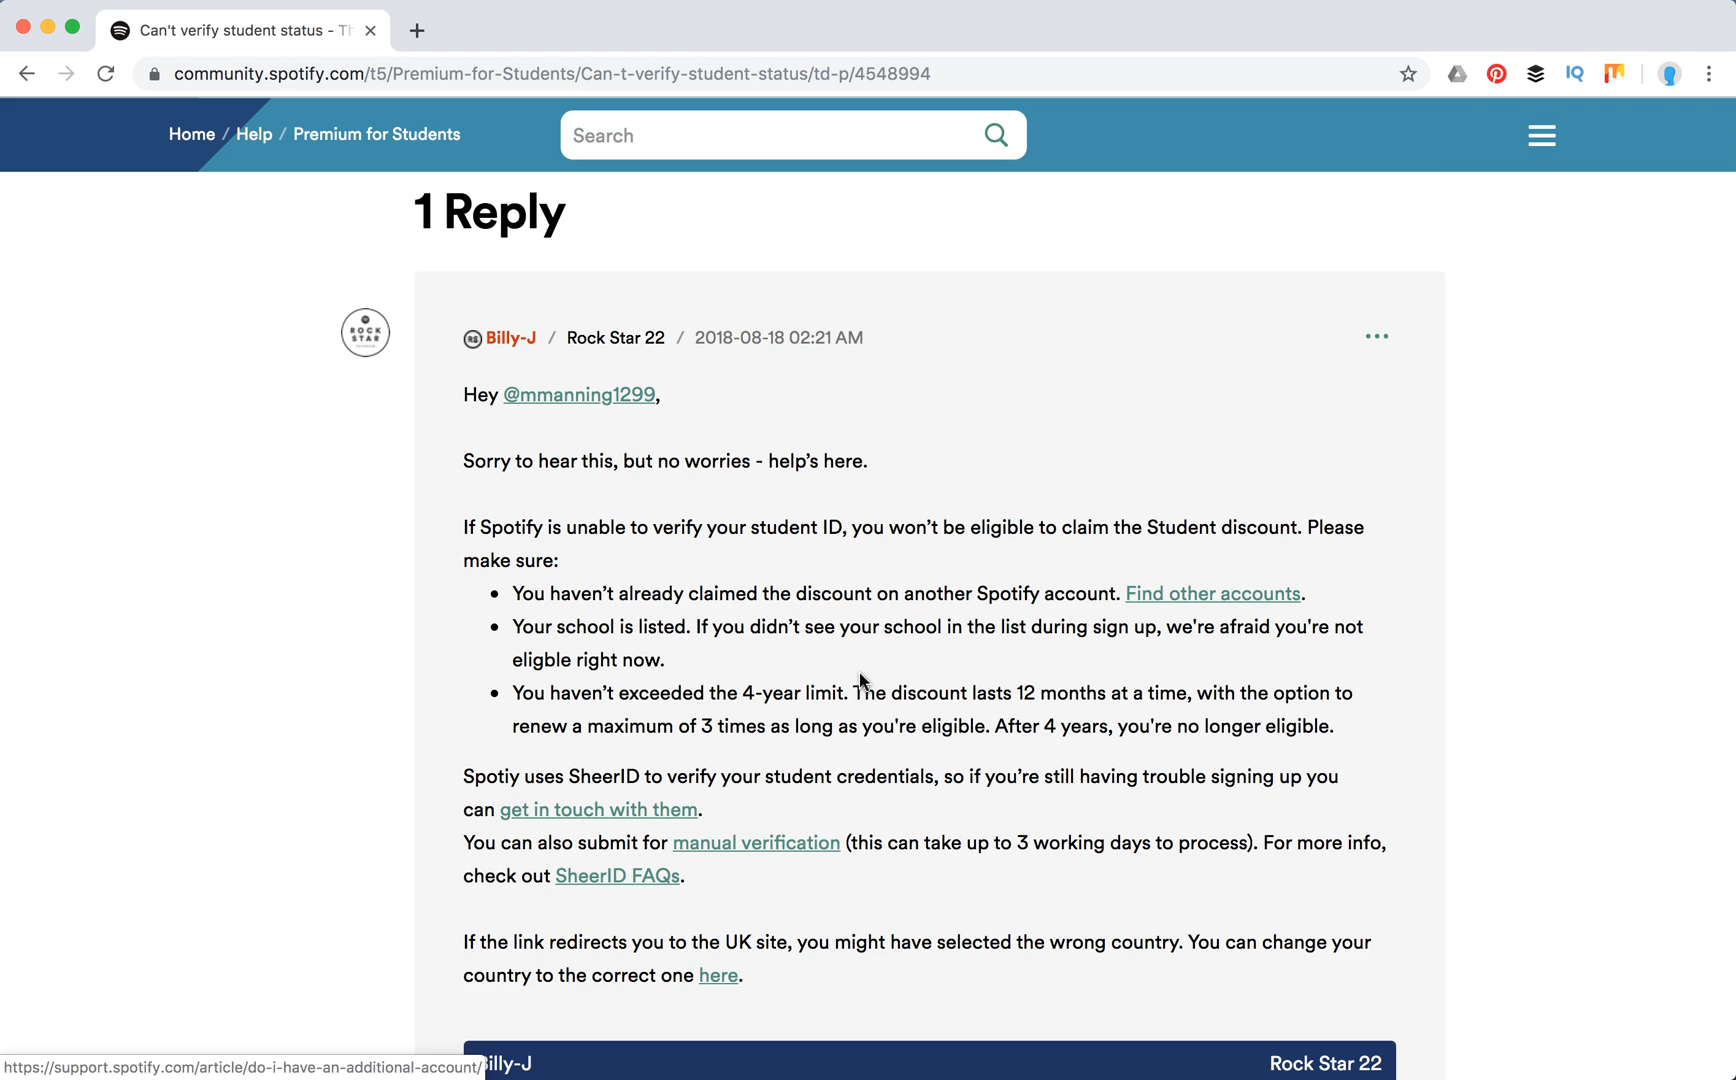 Can't verify student status - Th
community.spotify.com/t5/Premium-for-Students/Can-t-verify-student-status/td-p/4548994
IQ
Home / Help / Premium for Students
Search
1 Reply
ROCK
STAR
RS Billy-J / Rock Star 22 / 2018-08-18 02:21 AM
Hey @mmanning1299,
Sorry to hear this, but no worries - help’s here.
If Spotify is unable to verify your student ID, you won’t be eligible to claim the Student discount. Please
make sure:
• You haven’t already claimed the discount on another Spotify account. Find other accounts.
• Your school is listed. If you didn’t see your school in the list during sign up, we're afraid you're not
eligble right now.
• You haven’t exceeded the 4-year limit. The discount lasts 12 months at a time, with the option to
renew a maximum of 3 times as long as you're eligible. After 4 years, you're no longer eligible.
Spotiy uses SheerID to verify your student credentials, so if you’re still having trouble signing up you
can get in touch with them.
You can also submit for manual verification (this can take up to 3 working days to process). For more info,
check out SheerID FAQs.
If the link redirects you to the UK site, you might have selected the wrong country. You can change your
country to the correct one here.
Billy-J Rock Star 22
https://support.spotify.com/article/do-i-have-an-additional-account/